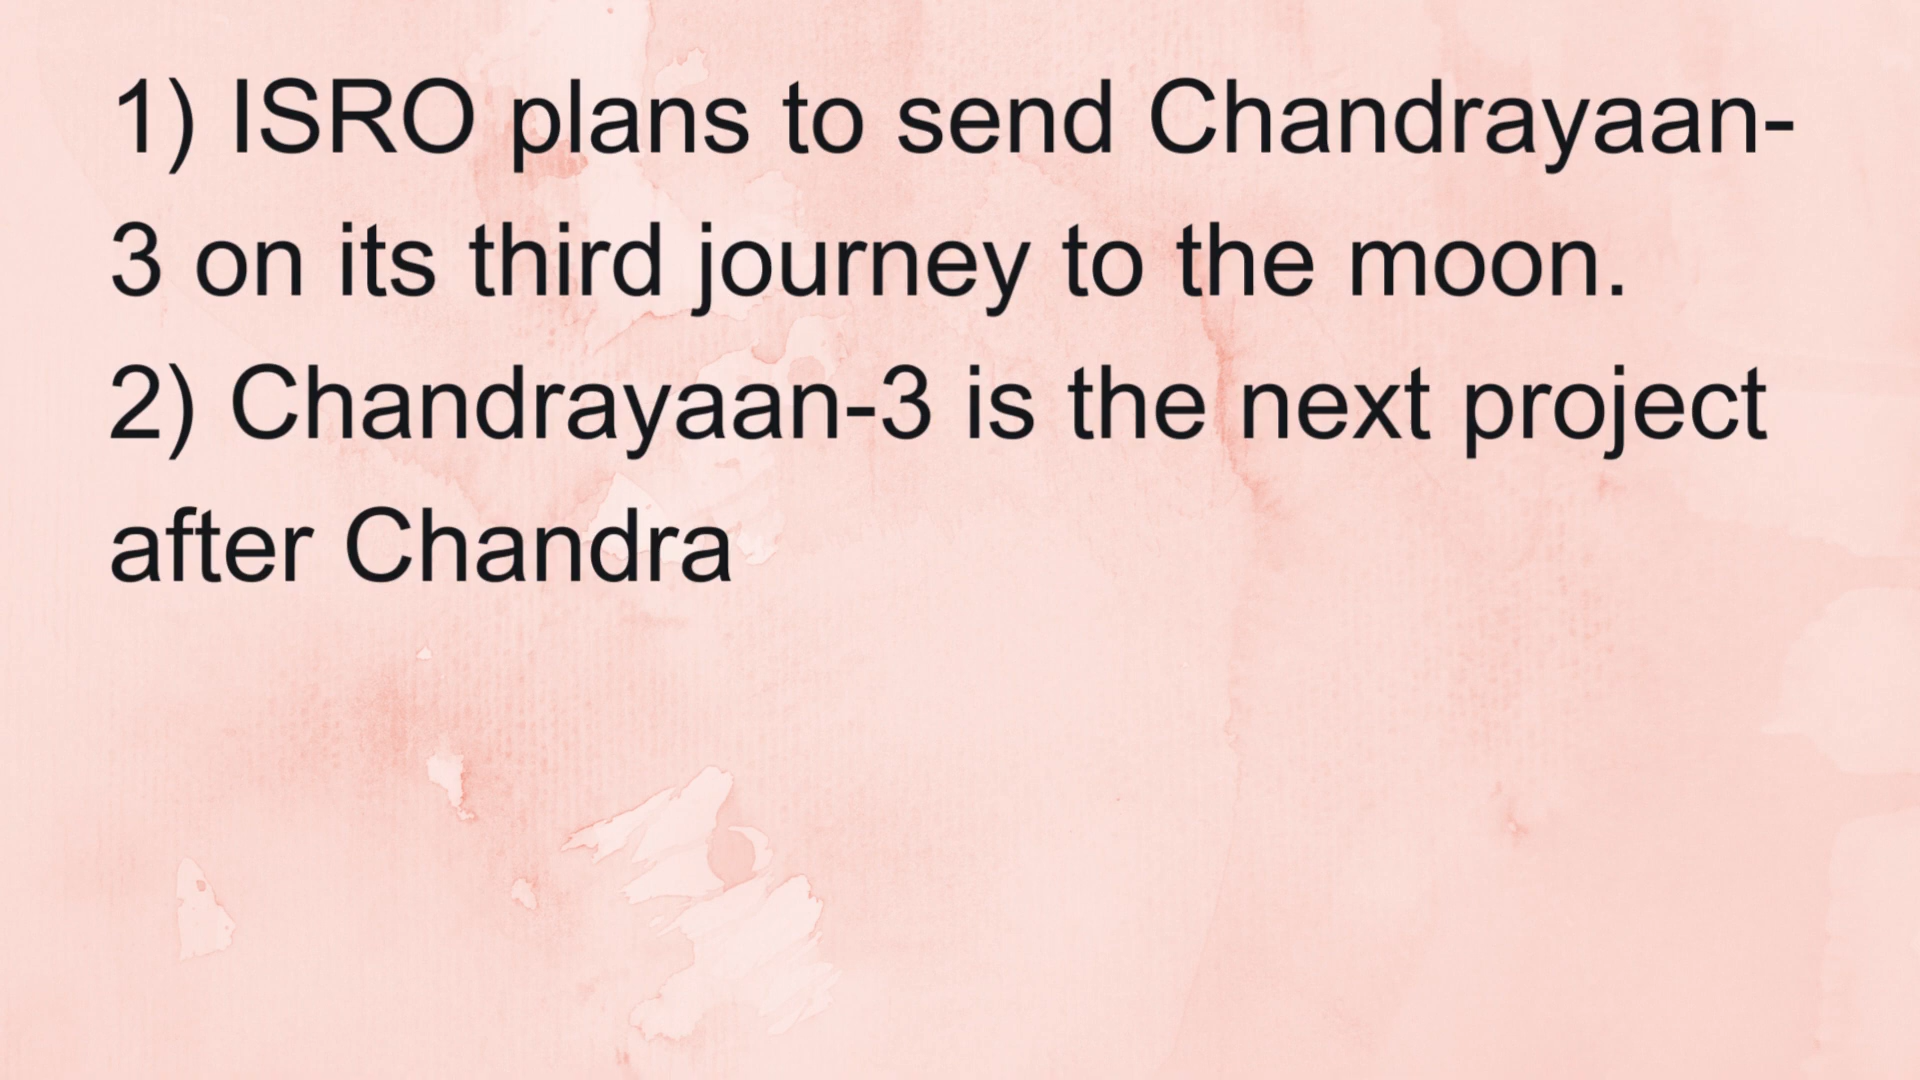 1) ISRO plans to send Chandrayaan-
3 on its third journey to the moon.
2) Chandrayaan-3 is the next project
after Chandra